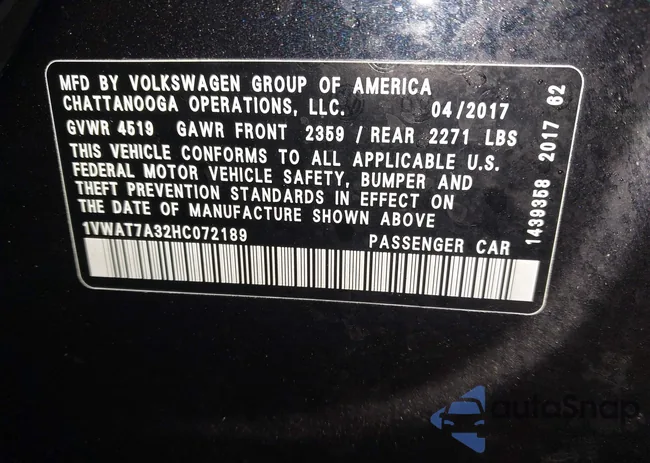 MFD BY VOLKSWAGEN GROUP OF AMERICA
CHATTANOOGA OPERATIONS, LLC. 04/2017
GVWR 4519 GAWR FRONT 2359 / REAR 2271 LBS
THIS VEHICLE CONFORMS TO ALL APPLICABLE U.S.
FEDERAL MOTOR VEHICLE SAFETY, BUMPER AND
THEFT PREVENTION STANDARDS IN EFFECT ON
THE DATE OF MANUFACTURE SHOWN ABOVE
1VWAT7A32HC072189 PASSENGER CAR
1439358 2017 62
autoSnap